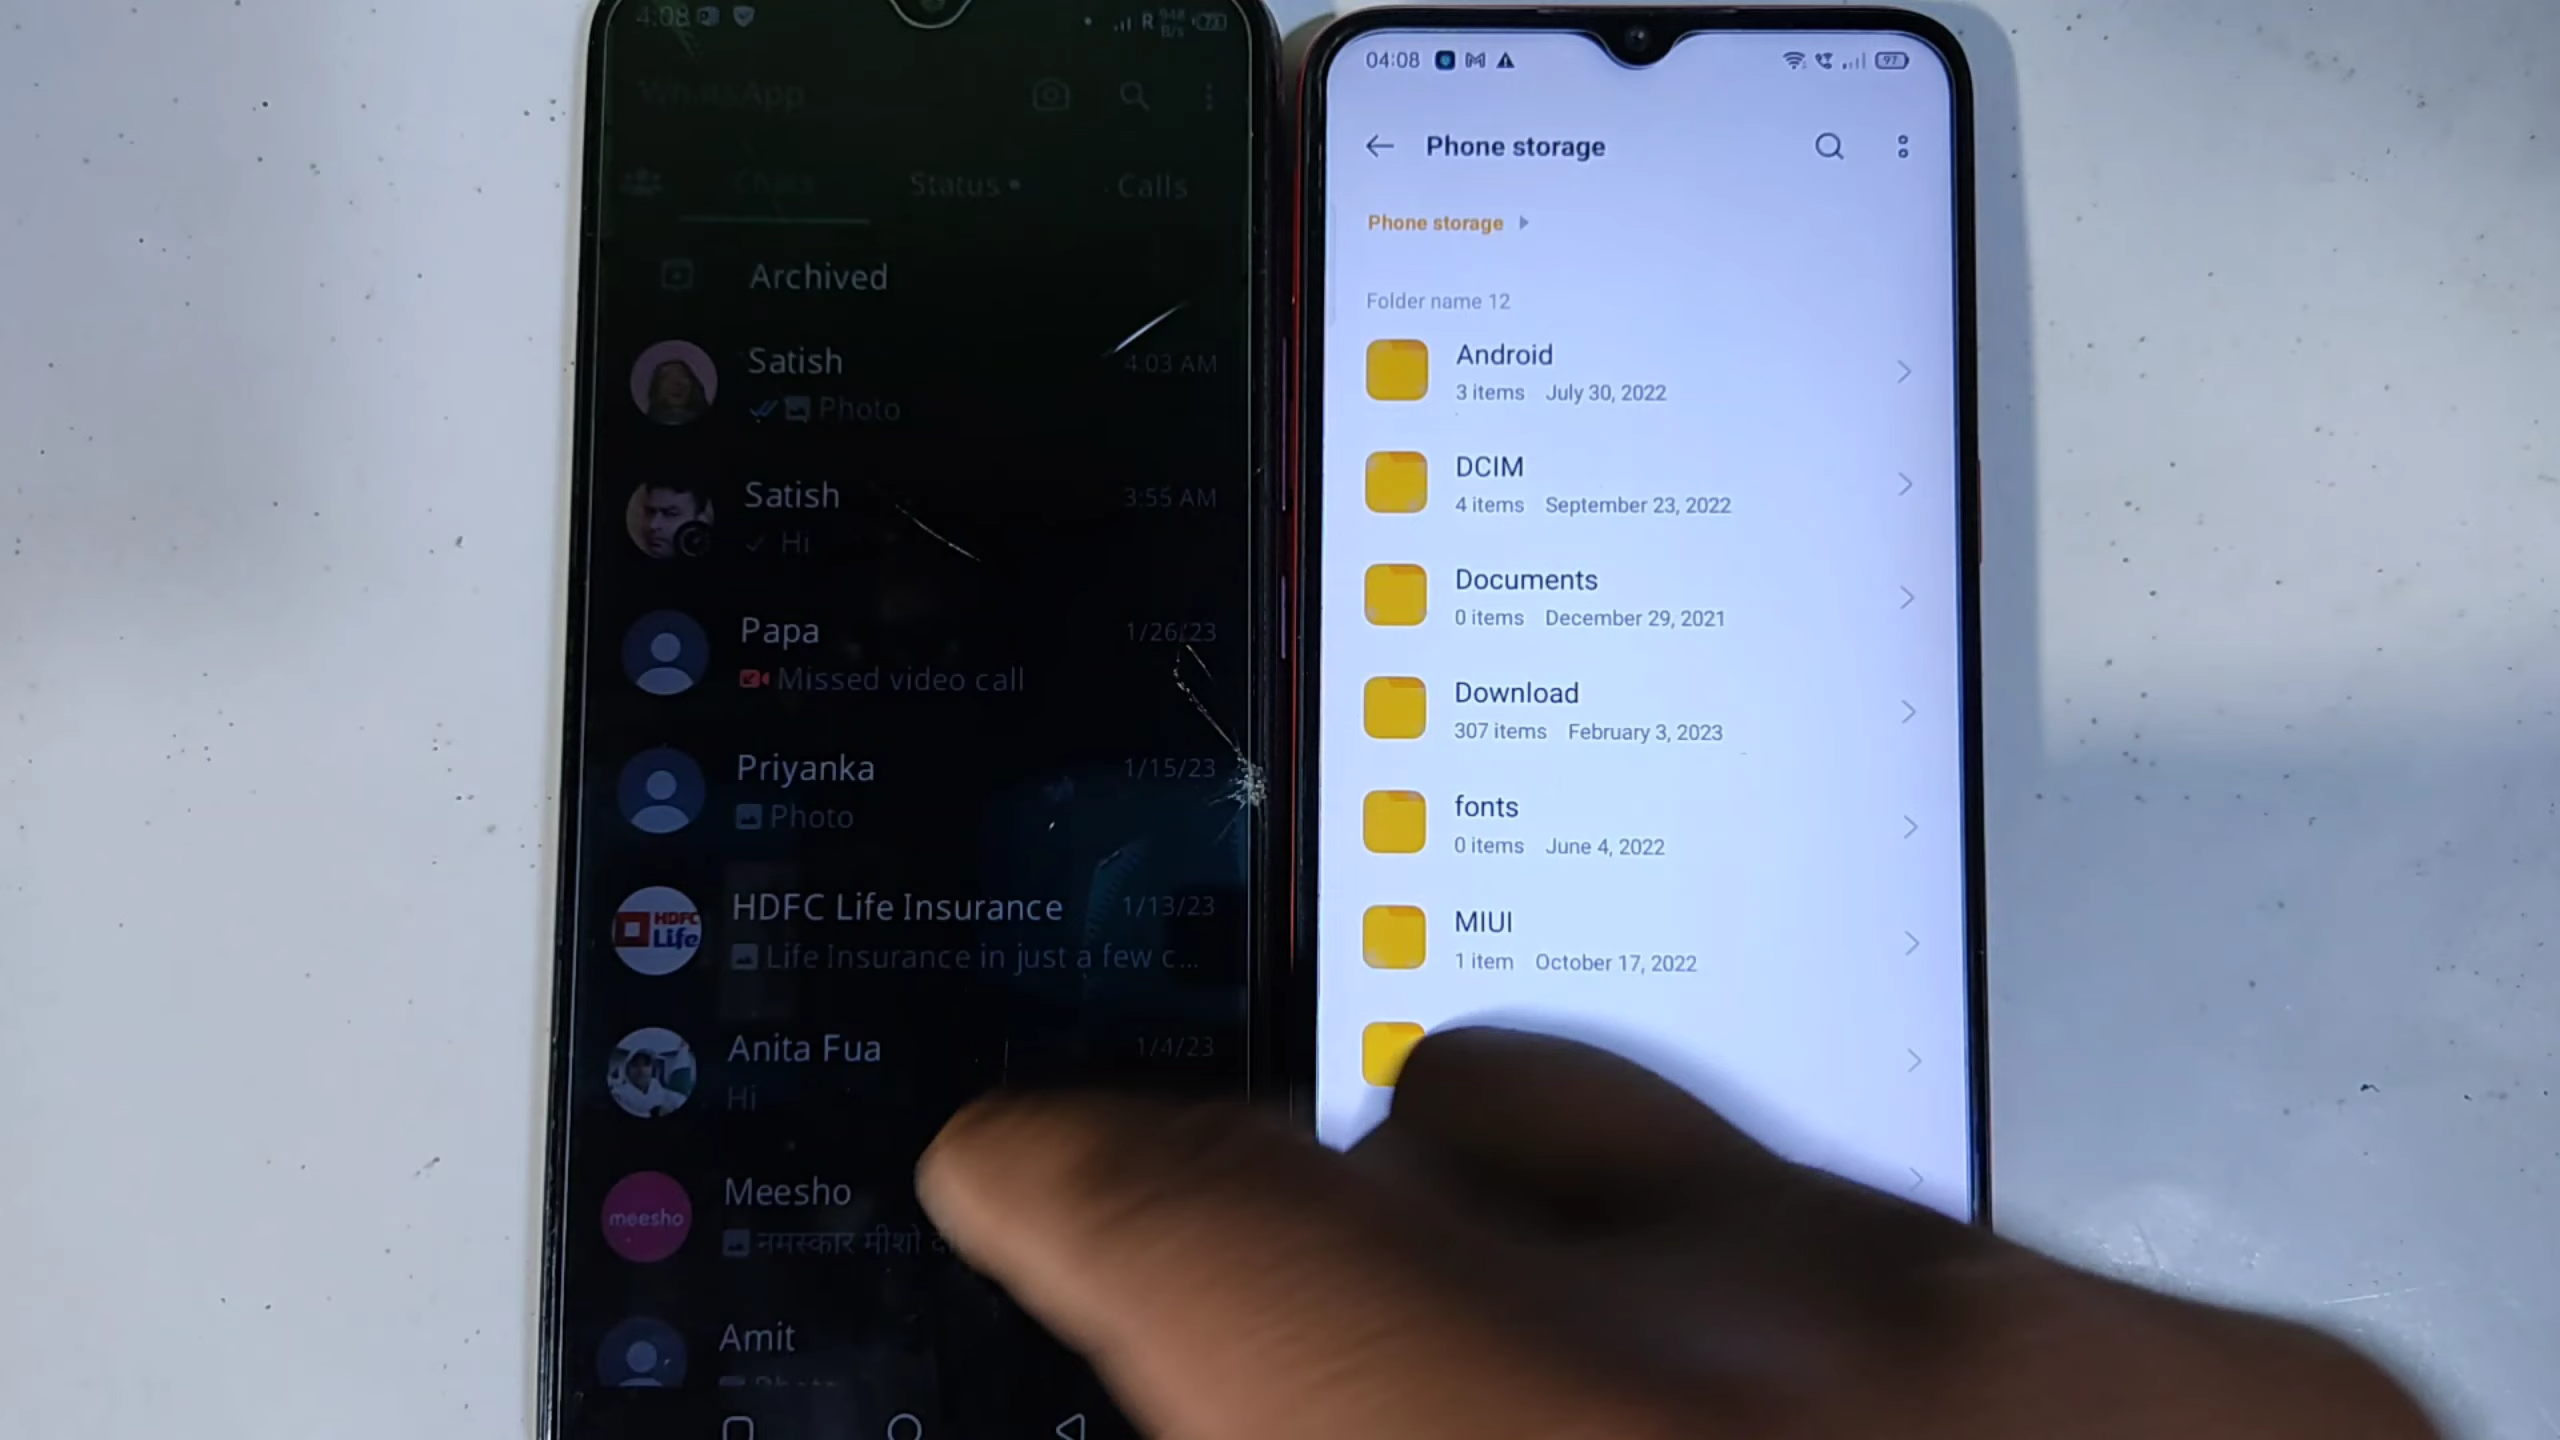 4:08
948
B/s
R
73
WhatsApp
Chats
Status
Calls
Archived
Satish
4:03 AM
Photo
Satish
3:55 AM
Hi
Papa
1/26/23
Missed video call
Priyanka
1/15/23
Photo
HDFC Life Insurance
1/13/23
HDFC
Life
Life Insurance in just a few c...
Anita Fua
1/4/23
Hi
Meesho
meesho
नमस्कार मीशो
Amit
Photo
04:08
97
Phone storage
Phone storage
Folder name 12
Android
3 items July 30, 2022
DCIM
4 items September 23, 2022
Documents
0 items December 29, 2021
Download
307 items February 3, 2023
fonts
0 items June 4, 2022
MIUI
1 item October 17, 2022